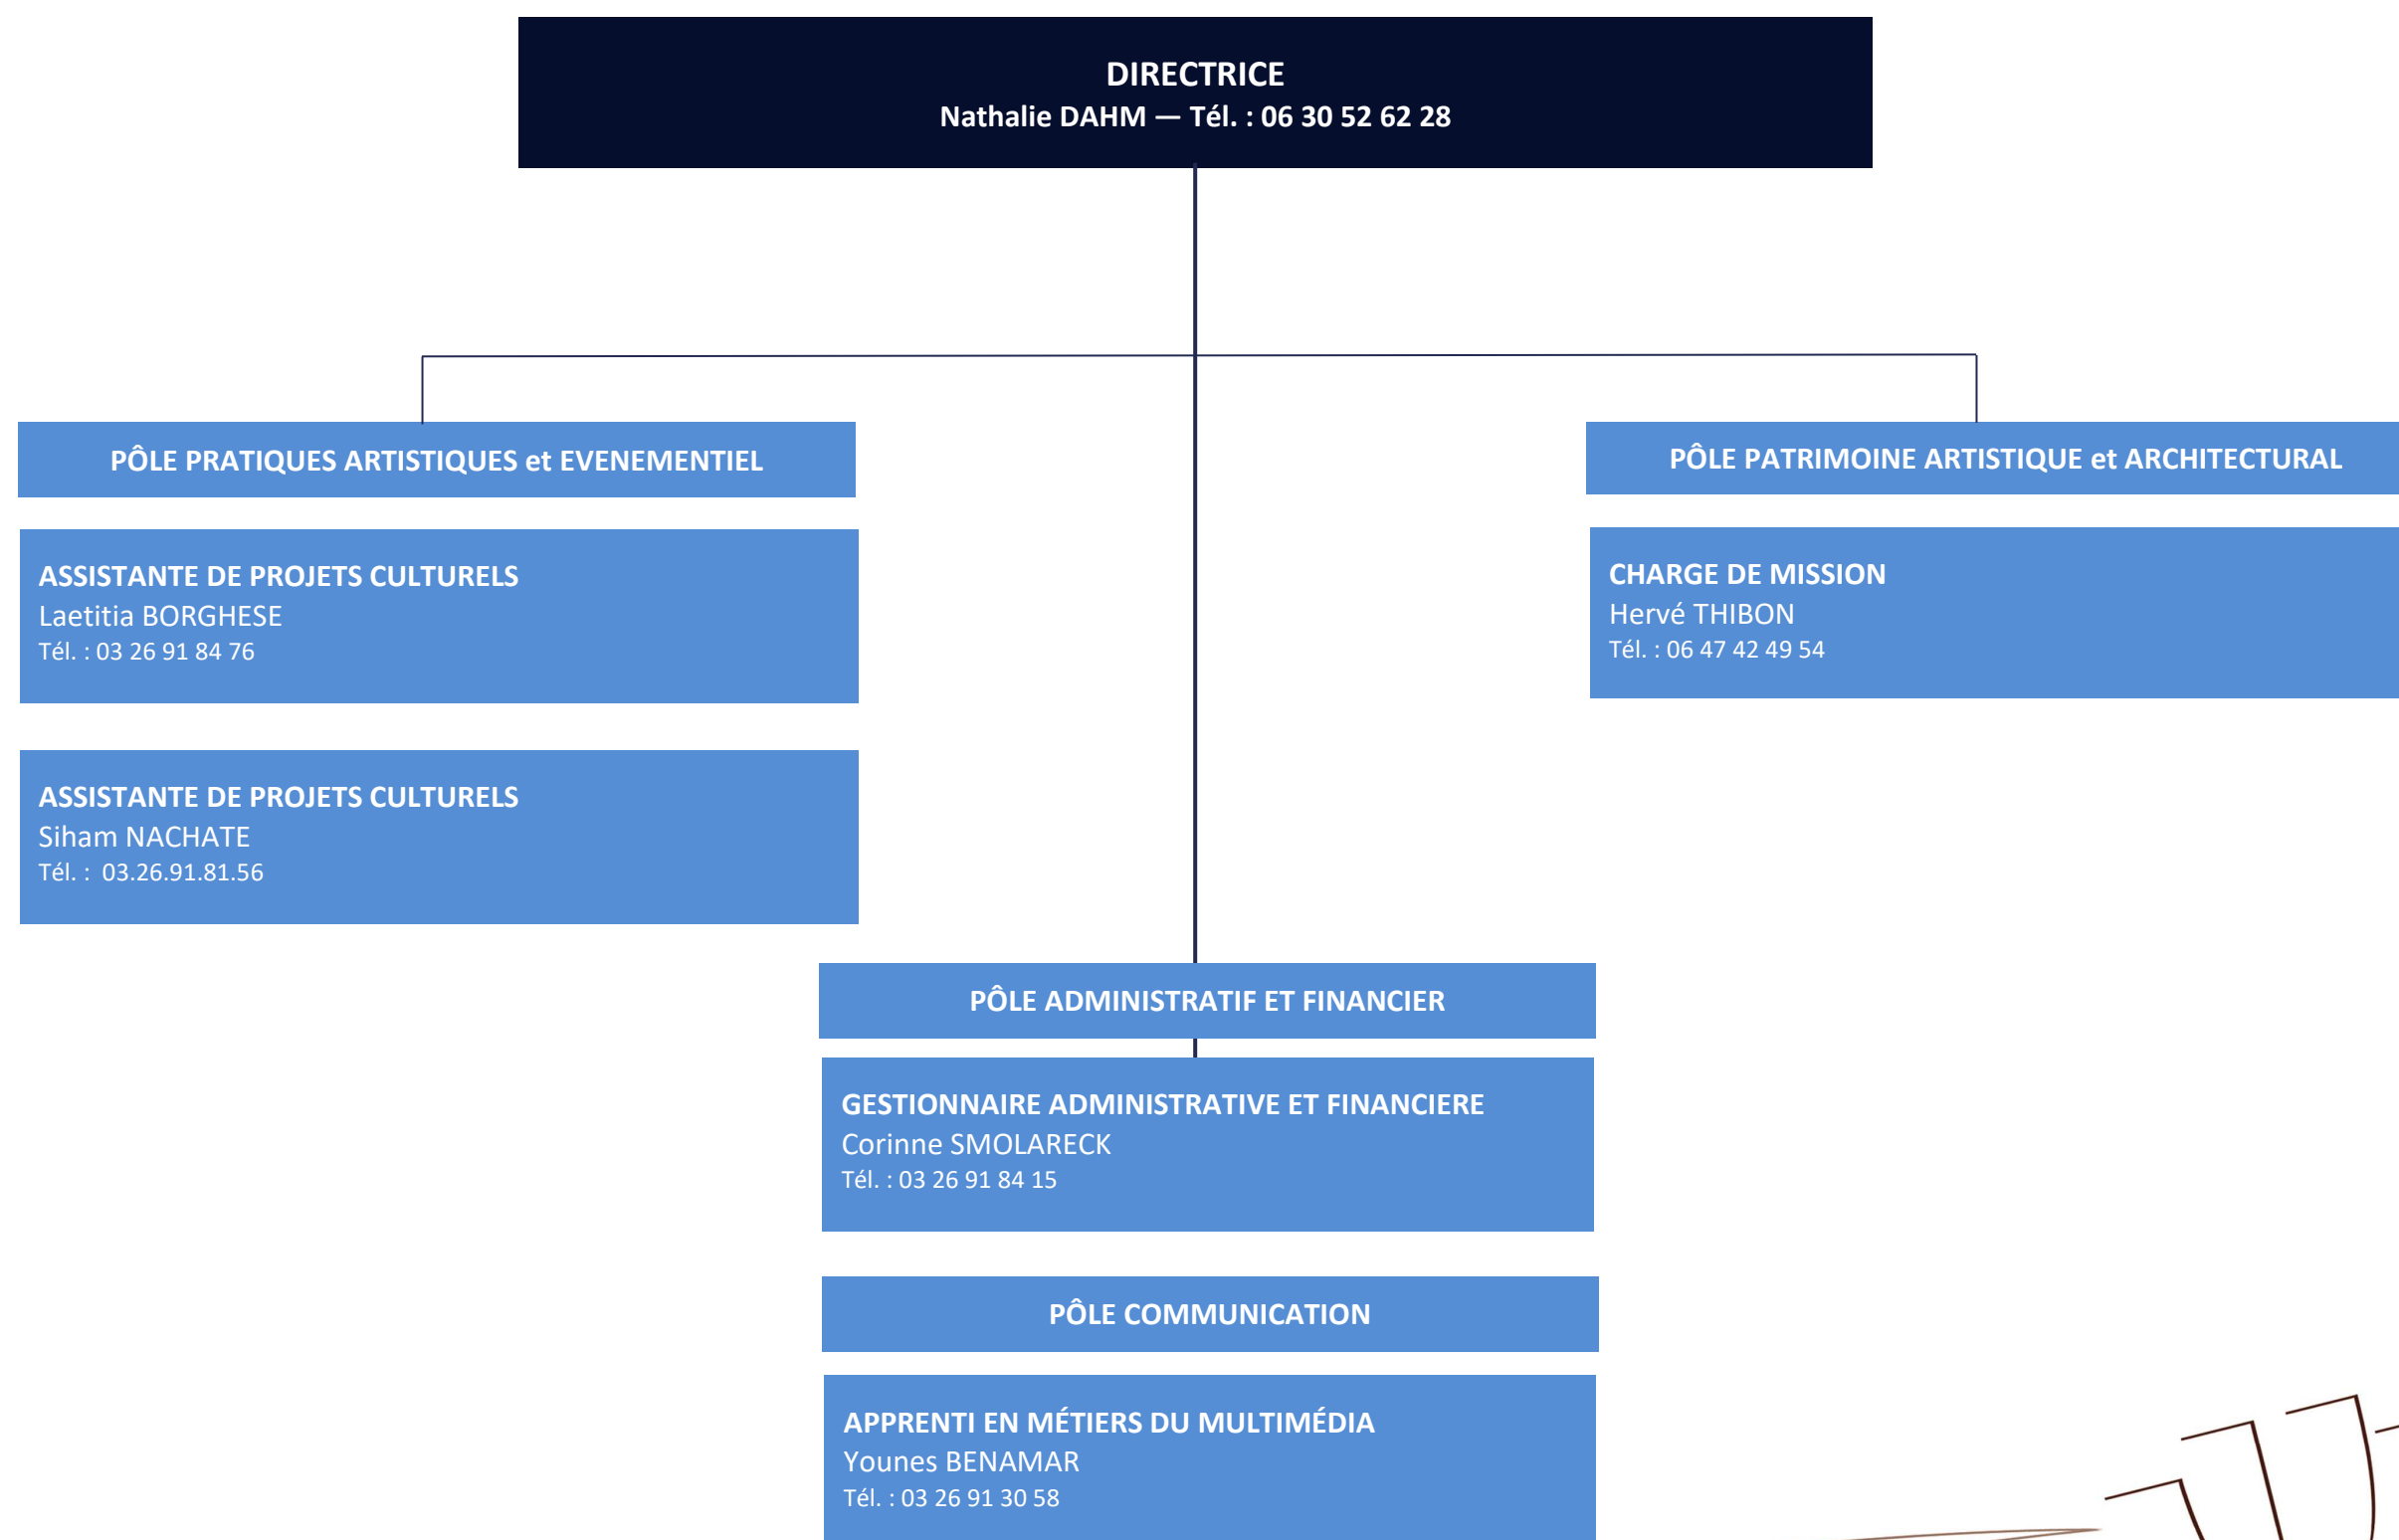 DIRECTRICE
Nathalie DAHM — Tél. : 06 30 52 62 28
PÔLE PRATIQUES ARTISTIQUES et EVENEMENTIEL
ASSISTANTE DE PROJETS CULTURELS
Laetitia BORGHESE
Tél. : 03 26 91 84 76
ASSISTANTE DE PROJETS CULTURELS
Siham NACHATE
Tél. :  03.26.91.81.56
PÔLE PATRIMOINE ARTISTIQUE et ARCHITECTURAL
CHARGE DE MISSION
Hervé THIBON
Tél. : 06 47 42 49 54
PÔLE ADMINISTRATIF ET FINANCIER
GESTIONNAIRE ADMINISTRATIVE ET FINANCIERE
Corinne SMOLARECK
Tél. : 03 26 91 84 15
PÔLE COMMUNICATION
APPRENTI EN MÉTIERS DU MULTIMÉDIA
Younes BENAMAR
Tél. : 03 26 91 30 58